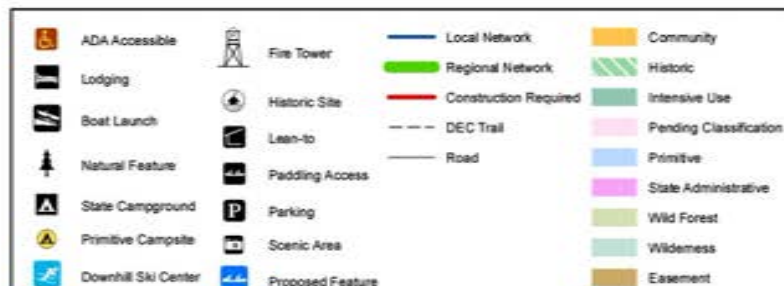 ADA Accessible
Lodging
Boat Launch
Natural Feature
State Campground
Primitive Campsite
Downhill Ski Center
Fire Tower
Historic Site
Lean-to
Paddling Access
P Parking
Scenic Area
Proposed Feature
Local Network
Regional Network
Construction Required
DEC Trail
Road
Community
Historic
Intensive Use
Pending Classification
Primitive
State Administrative
Wild Forest
Wilderness
Easement